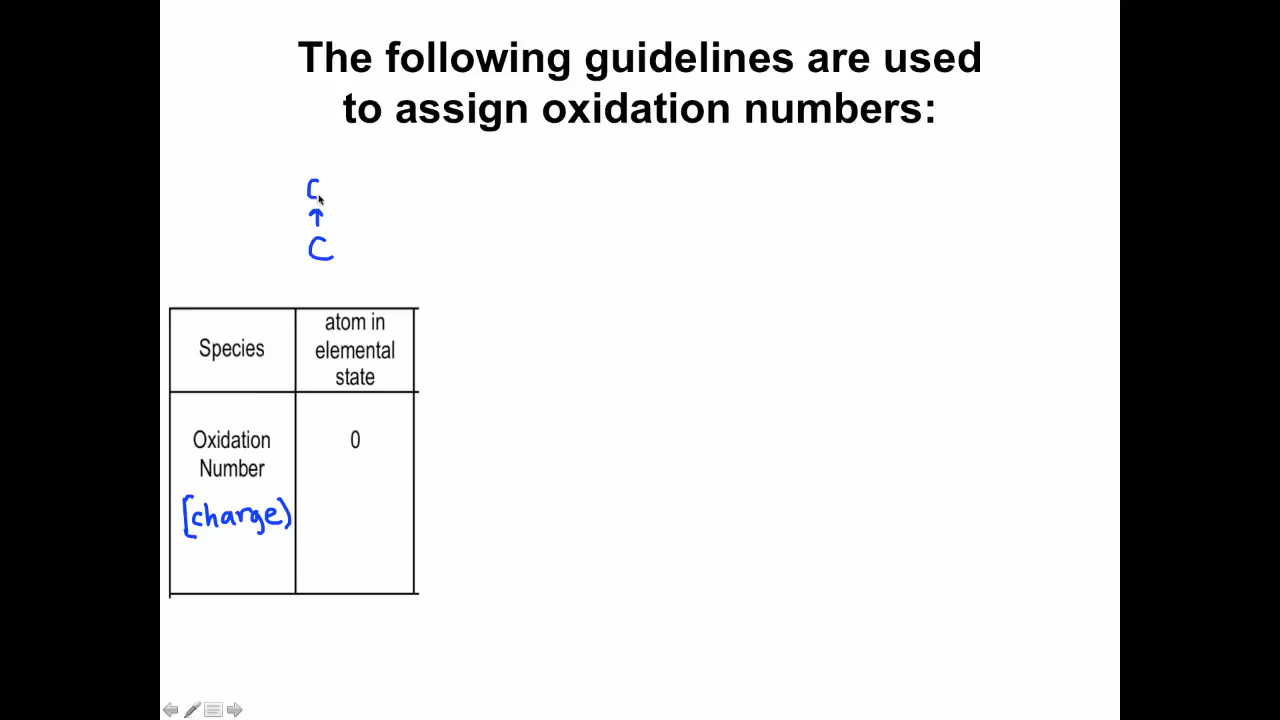 The following guidelines are used
to assign oxidation numbers:
C
Species
atom in
elemental
state
Oxidation
Number
0
[charge)